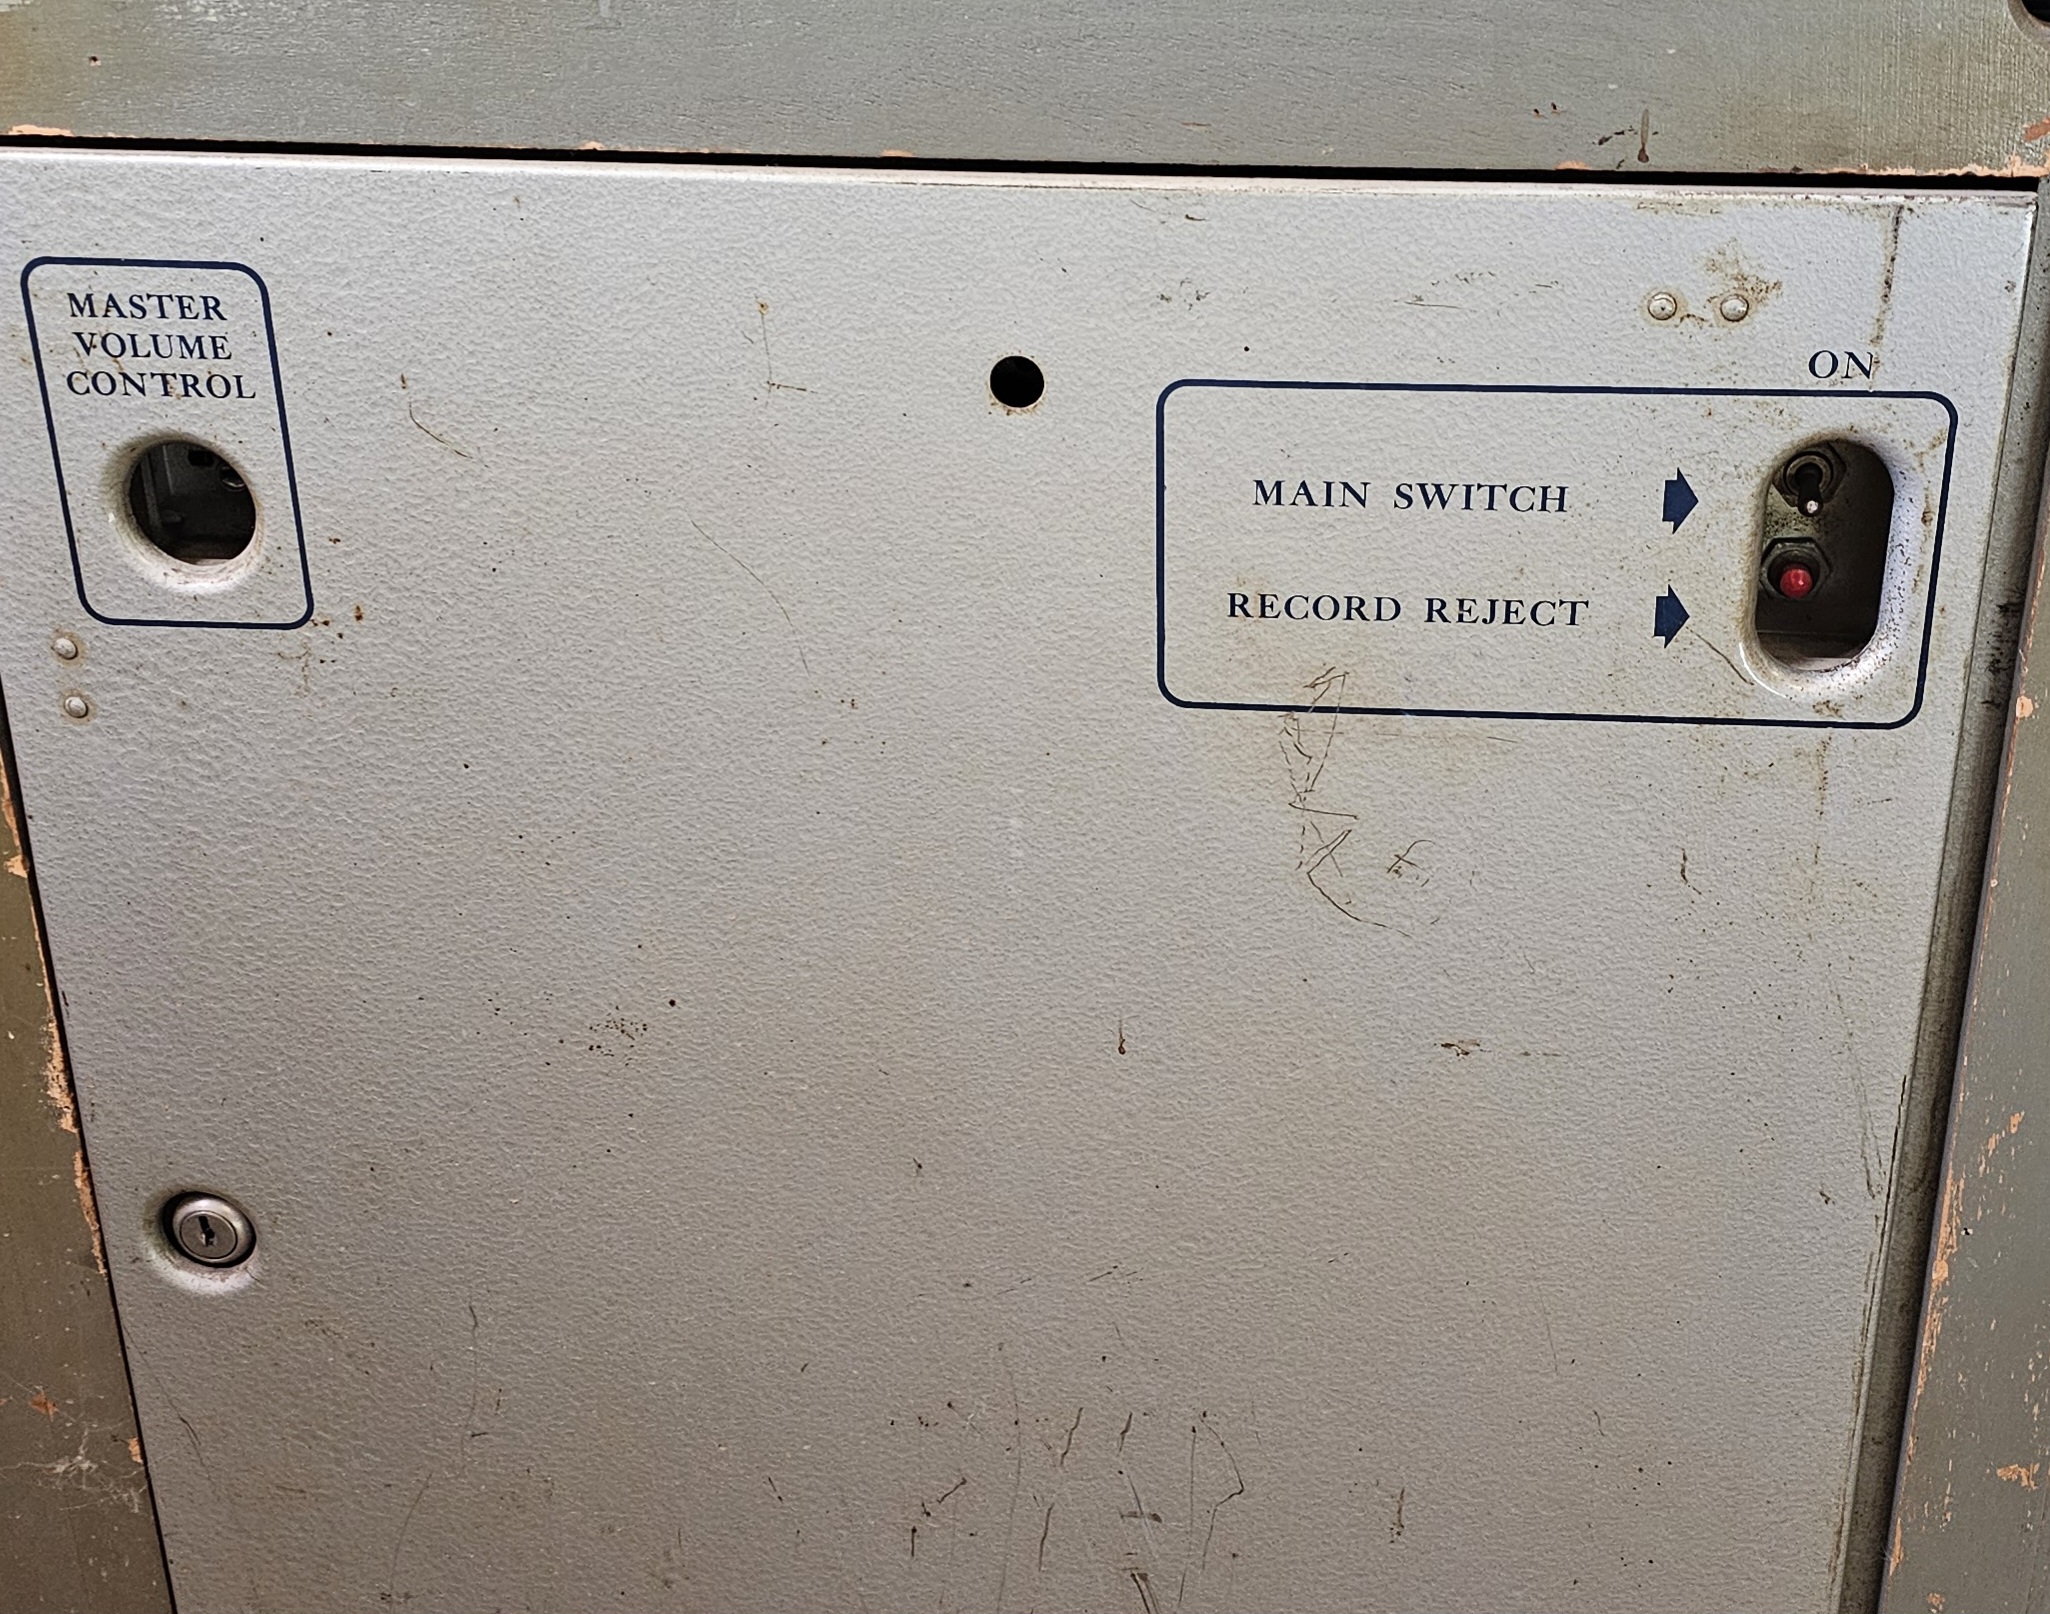 MASTER
VOLUME
CONTROL
ON
MAIN SWITCH
RECORD REJECT